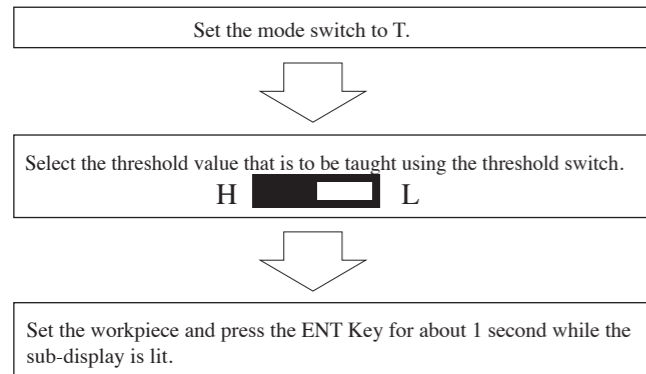 Set the mode switch to T.
Select the threshold value that is to be taught using the threshold switch.
H L
Set the workpiece and press the ENT Key for about 1 second while the
sub-display is lit.